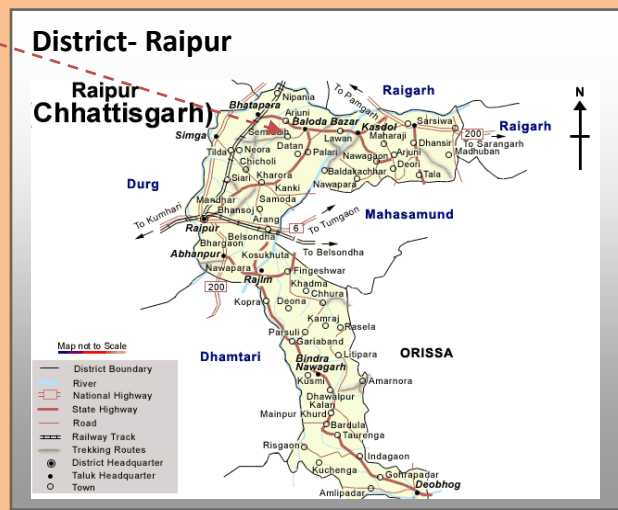 District- Raipur
Raipur
(Chhattisgarh)
Nipania
To Pamgarh
Raigarh
N
Bhatapara
Arjuni
Baloda Bazar
Kasdol
Sarsiwa
200
Raigarh
Simga
Lawan
Maharaji
Dhansir
To Sarangarh
Tilda
Neora
Datan
Palari
Nawagaon
Arjuni
Madhuban
Chicholi
Deori
Siari
Kharora
Baldakachhar
Tala
Durg
Kanki
Nawapara
Mandhar
Samoda
To Kumhari
Bhansoj
Arang
To Tumgaon
Mahasamund
Raipur
6
Belsondha
Bhargaon
To Belsondha
Abhanpur
Kosukhuta
Nawapara
Rajim
Fingeshwar
200
Khadma
Chhura
Kopra
Deona
Kamraj
Rasela
Parsuli
Gariaband
Map not to Scale
Dhamtari
Litipara
ORISSA
Bindra
Nawagarh
District Boundary
Kusmi
Amarnora
River
National Highway
Dhawalpur
State Highway
Kalan
Mainpur Khurd
Road
Bardula
Railway Track
Taurenga
Trekking Routes
Risgaon
District Headquarter
Indagaon
Taluk Headquarter
Kuchenga
Gohrapadar
Town
Amlipadar
Deobhog